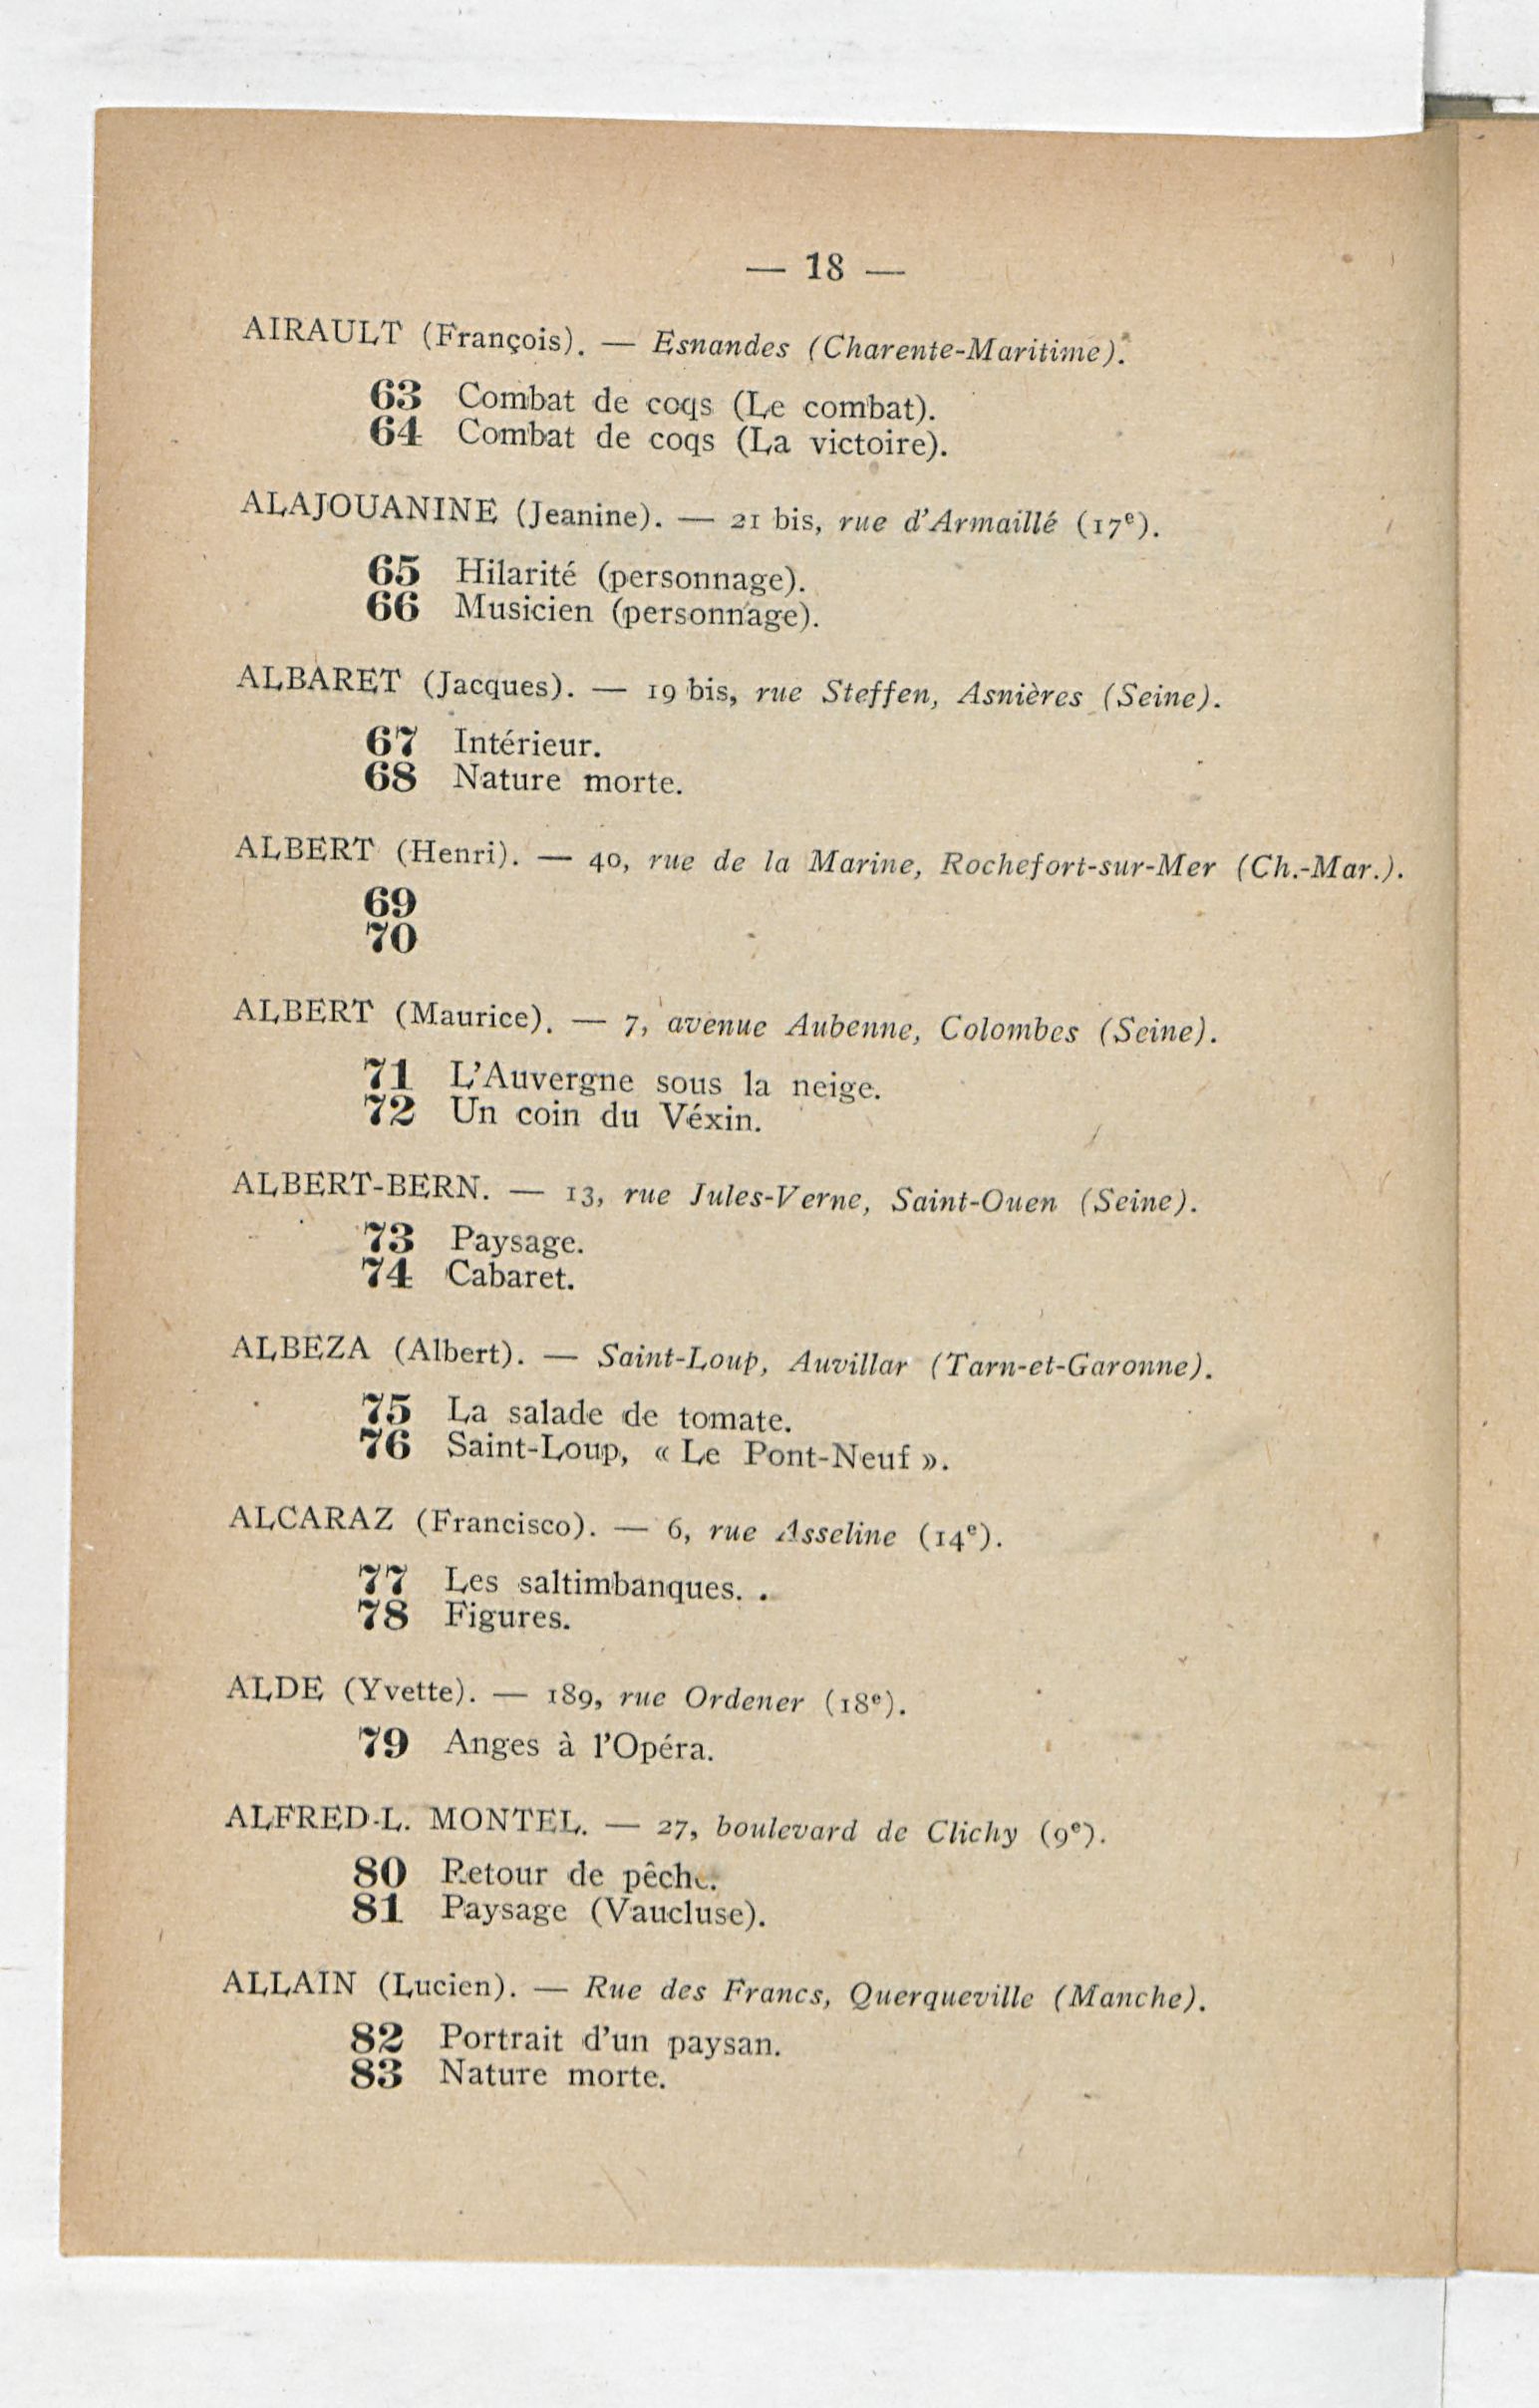 — 18 —
AIRAULT (François). — Esnandes (Charente-Maritime).
63 Combat de coqs (Le combat).
64 Combat de coqs (La victoire).
ALAJOUANINE (Jeanine). — 21 bis, rue d'Armaillé (17e).
65 Hilarité (personnage).
66 Musicien (personnage).
ALBARET (Jacques). — 19 bis, rue Steffen, Asnières (Seine).
67 Intérieur.
68 Nature morte.
ALBERT (Henri). — 40, rue de la Marine, Rochefort-sur-Mer (Ch.-Mar.).
69
70
ALBERT (Maurice). — 7, avenue Aubenne, Colombes (Seine).
71 L'Auvergne sous la neige.
72 Un coin du Véxin.
ALBERT-BERN. — 13, rue Jules-Verne, Saint-Ouen (Seine).
73 Paysage.
74 Cabaret.
ALBEZA (Albert). — Saint-Loup, Auvillar (Tarn-et-Garonne).
75 La salade de tomate.
76 Saint-Loup, « Le Pont-Neuf ».
ALCARAZ (Francisco). — 6, rue Asseline (14e).
77 Les saltimbanques. .
78 Figures.
ALDE (Yvette). — 189, rue Ordener (18e).
79 Anges à l'Opéra.
ALFRED-L. MONTEL. — 27, boulevard de Clichy (9e).
80 Retour de pêche.
81 Paysage (Vaucluse).
ALLAIN (Lucien). — Rue des Francs, Querqueville (Manche).
82 Portrait d'un paysan.
83 Nature morte.